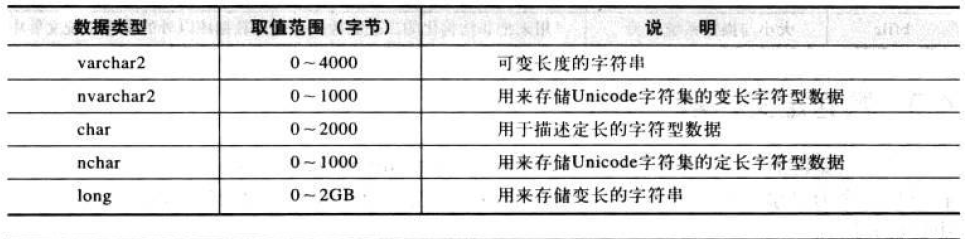 数据类型 取值范围（字节） 说 明
varchar2 0～4000 可变长度的字符串
nvarchar2 0～1000 用来存储Unicode字符集的变长字符型数据
char 0～2000 用于描述定长的字符型数据
nchar 0～1000 用来存储Unicode字符集的定长字符型数据
long 0～2GB 用来存储变长的字符串